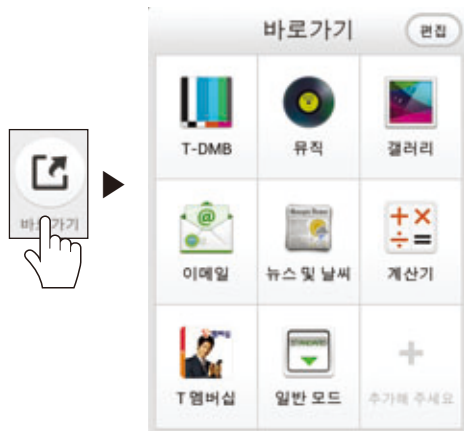 바로가기
편집
T-DMB
뮤직
갤러리
바로가기
이메일
뉴스 및 날씨
계산기
T 멤버십
일반 모드
추가해 주세요